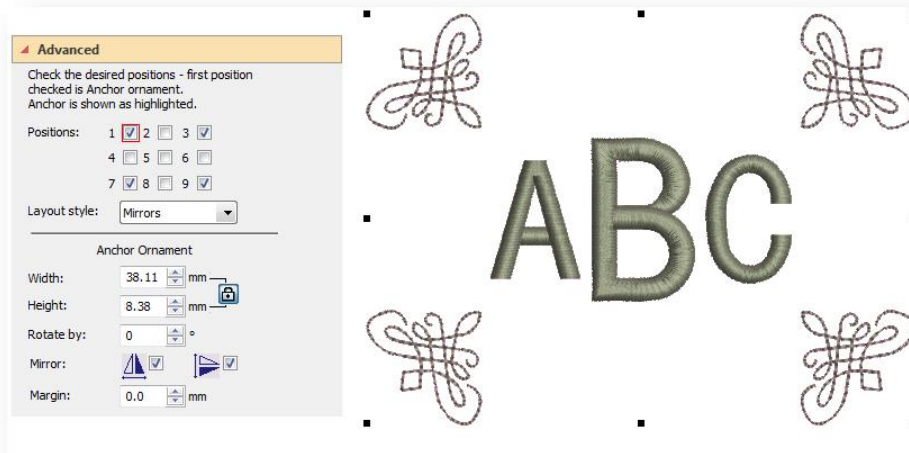 Advanced
Check the desired positions - first position
checked is Anchor ornament.
Anchor is shown as highlighted.
Positions: 1 2 3
4 5 6
7 8 9
Layout style: Mirrors
Anchor Ornament
Width: 38.11 mm
Height: 8.38 mm
Rotate by: 0 °
Mirror:
Margin: 0.0 mm
ABC